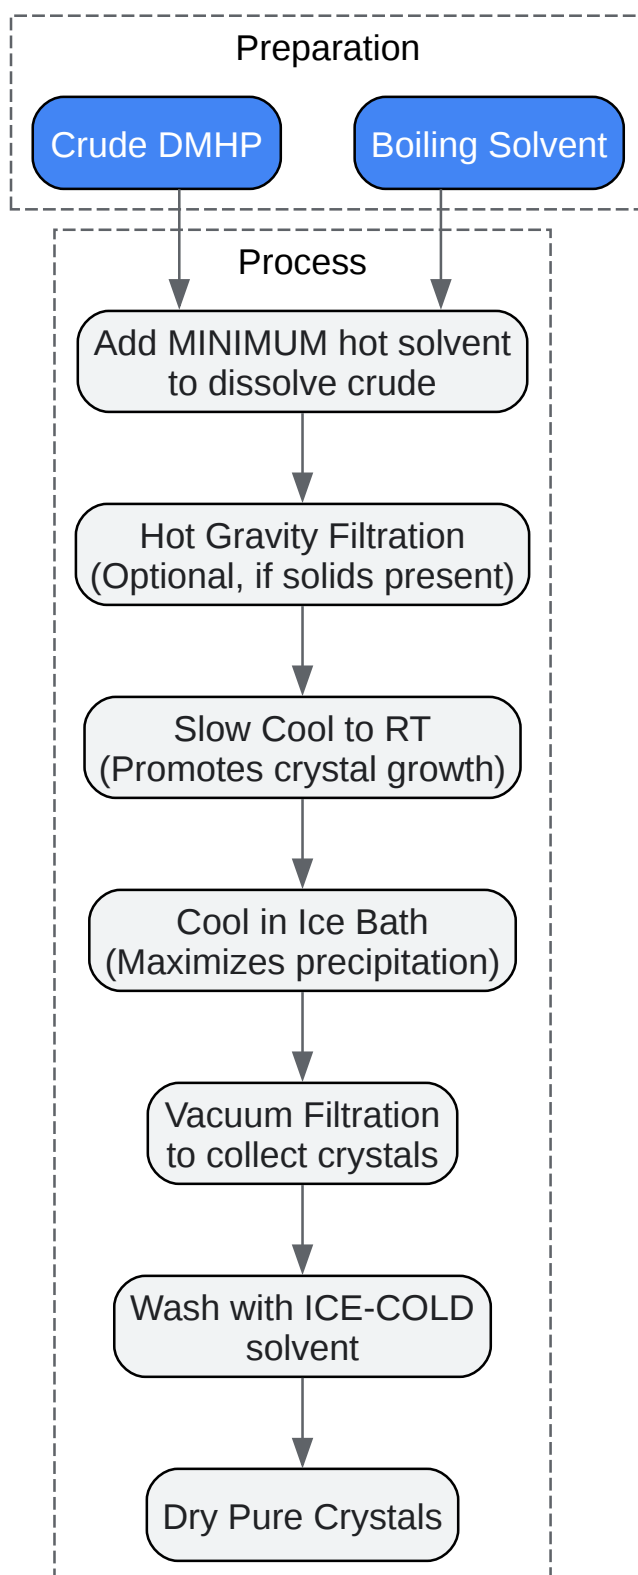 Preparation
Crude DMHP
Boiling Solvent
Process
Add MINIMUM hot solvent
to dissolve crude
Hot Gravity Filtration
(Optional, if solids present)
Slow Cool to RT
(Promotes crystal growth)
Cool in Ice Bath
(Maximizes precipitation)
Vacuum Filtration
to collect crystals
Wash with ICE-COLD
solvent
Dry Pure Crystals